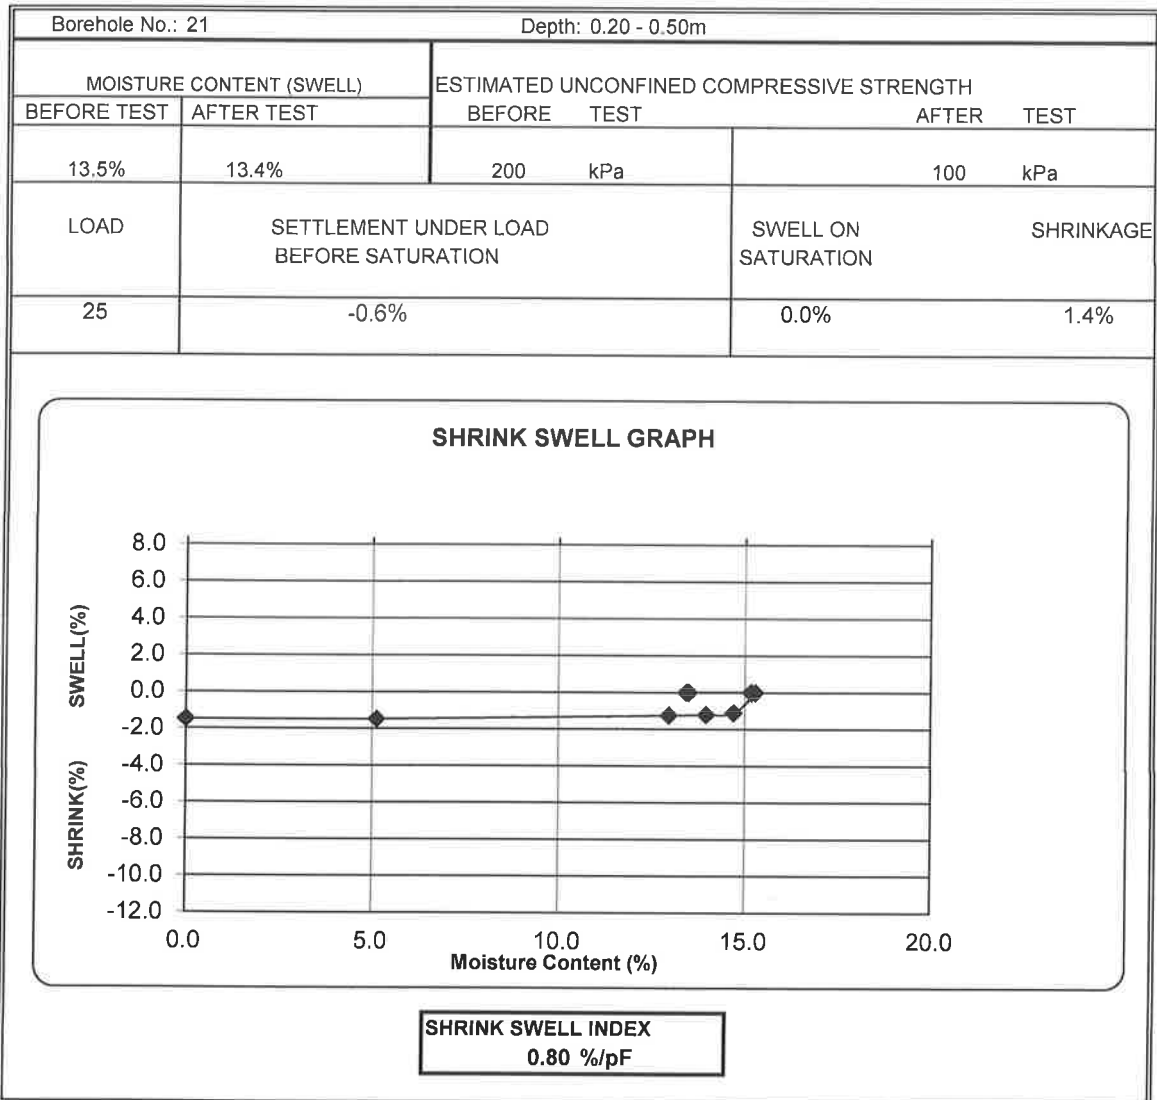 Borehole No.: 21 Depth: 0.20 - 0.50m
MOISTURE CONTENT (SWELL) ESTIMATED UNCONFINED COMPRESSIVE STRENGTH
BEFORE TEST AFTER TEST BEFORE TEST AFTER TEST
13.5% 13.4% 200 kPa 100 kPa
LOAD SETTLEMENT UNDER LOAD SWELL ON SHRINKAGE
BEFORE SATURATION SATURATION
25 -0.6% 0.0% 1.4%
SHRINK SWELL GRAPH
8.0
6.0
4.0
2.0
0.0
-2.0
-4.0
-6.0
-8.0
-10.0
-12.0
SWELL(%)
SHRINK(%)
0.0 5.0 10.0 15.0 20.0
Moisture Content (%)
SHRINK SWELL INDEX
0.80 %/pF